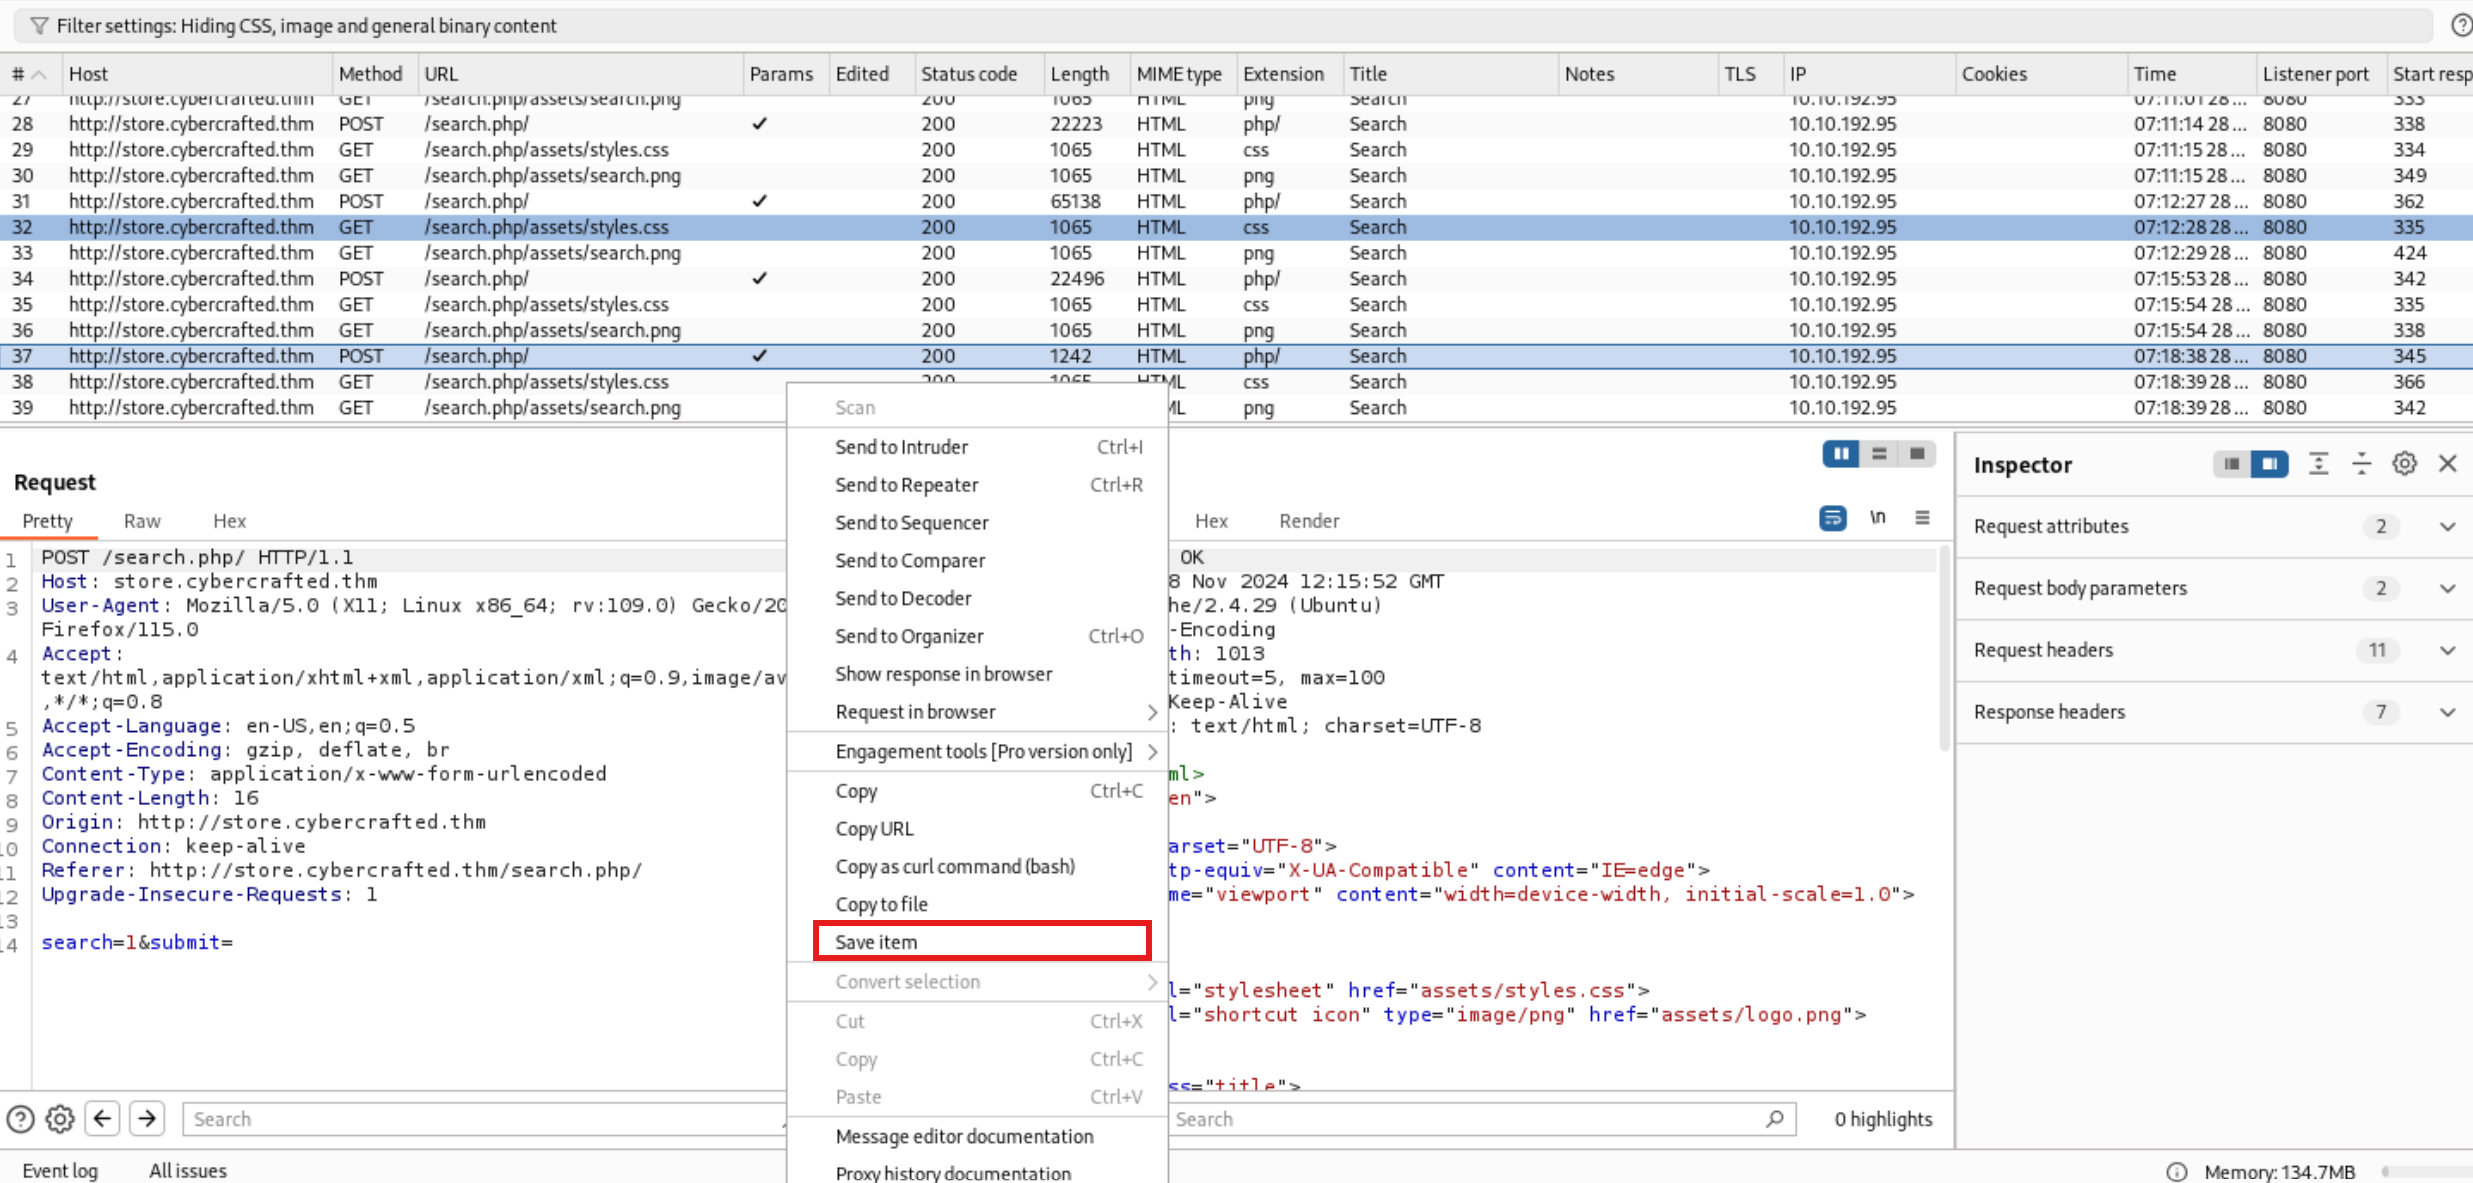 Filter settings: Hiding CSS, image and general binary content
# Host Method URL Params Edited Status code Length MIME type Extension Title Notes TLS IP Cookies Time Listener port Start resp
27 http://store.cybercrafted.thm GET /search.php/assets/search.png 200 1065 HTML png Search 10.10.192.95 07:11:01 28... 8080 333
28 http://store.cybercrafted.thm POST /search.php/ ✓ 200 22223 HTML php/ Search 10.10.192.95 07:11:14 28... 8080 338
29 http://store.cybercrafted.thm GET /search.php/assets/styles.css 200 1065 HTML css Search 10.10.192.95 07:11:15 28... 8080 334
30 http://store.cybercrafted.thm GET /search.php/assets/search.png 200 1065 HTML png Search 10.10.192.95 07:11:15 28... 8080 349
31 http://store.cybercrafted.thm POST /search.php/ ✓ 200 65138 HTML php/ Search 10.10.192.95 07:12:27 28... 8080 362
32 http://store.cybercrafted.thm GET /search.php/assets/styles.css 200 1065 HTML css Search 10.10.192.95 07:12:28 28... 8080 335
33 http://store.cybercrafted.thm GET /search.php/assets/search.png 200 1065 HTML png Search 10.10.192.95 07:12:29 28... 8080 424
34 http://store.cybercrafted.thm POST /search.php/ ✓ 200 22496 HTML php/ Search 10.10.192.95 07:15:53 28... 8080 342
35 http://store.cybercrafted.thm GET /search.php/assets/styles.css 200 1065 HTML css Search 10.10.192.95 07:15:54 28... 8080 335
36 http://store.cybercrafted.thm GET /search.php/assets/search.png 200 1065 HTML png Search 10.10.192.95 07:15:54 28... 8080 338
37 http://store.cybercrafted.thm POST /search.php/ ✓ 200 1242 HTML php/ Search 10.10.192.95 07:18:38 28... 8080 345
38 http://store.cybercrafted.thm GET /search.php/assets/styles.css 200 1065 HTML css Search 10.10.192.95 07:18:39 28... 8080 366
39 http://store.cybercrafted.thm GET /search.php/assets/search.png ML png Search 10.10.192.95 07:18:39 28... 8080 342
Request
Pretty Raw Hex
1 POST /search.php/ HTTP/1.1
2 Host: store.cybercrafted.thm
3 User-Agent: Mozilla/5.0 (X11; Linux x86_64; rv:109.0) Gecko/20
Firefox/115.0
4 Accept:
text/html,application/xhtml+xml,application/xml;q=0.9,image/av
,*/*;q=0.8
5 Accept-Language: en-US,en;q=0.5
6 Accept-Encoding: gzip, deflate, br
7 Content-Type: application/x-www-form-urlencoded
8 Content-Length: 16
9 Origin: http://store.cybercrafted.thm
10 Connection: keep-alive
11 Referer: http://store.cybercrafted.thm/search.php/
12 Upgrade-Insecure-Requests: 1
13
14 search=1&submit=
Scan
Send to Intruder Ctrl+I
Send to Repeater Ctrl+R
Send to Sequencer
Send to Comparer
Send to Decoder
Send to Organizer Ctrl+O
Show response in browser
Request in browser
Engagement tools [Pro version only]
Copy Ctrl+C
Copy URL
Copy as curl command (bash)
Copy to file
Save item
Convert selection
Cut Ctrl+X
Copy Ctrl+C
Paste Ctrl+V
Message editor documentation
Proxy history documentation
Hex Render \n
OK
8 Nov 2024 12:15:52 GMT
he/2.4.29 (Ubuntu)
-Encoding
th: 1013
timeout=5, max=100
Keep-Alive
: text/html; charset=UTF-8
ml>
en">
arset="UTF-8">
tp-equiv="X-UA-Compatible" content="IE=edge">
me="viewport" content="width=device-width, initial-scale=1.0">
l="stylesheet" href="assets/styles.css">
l="shortcut icon" type="image/png" href="assets/logo.png">
ss="title">
Inspector
Request attributes 2
Request body parameters 2
Request headers 11
Response headers 7
Search
Search
0 highlights
Event log All issues
Memory: 134.7MB